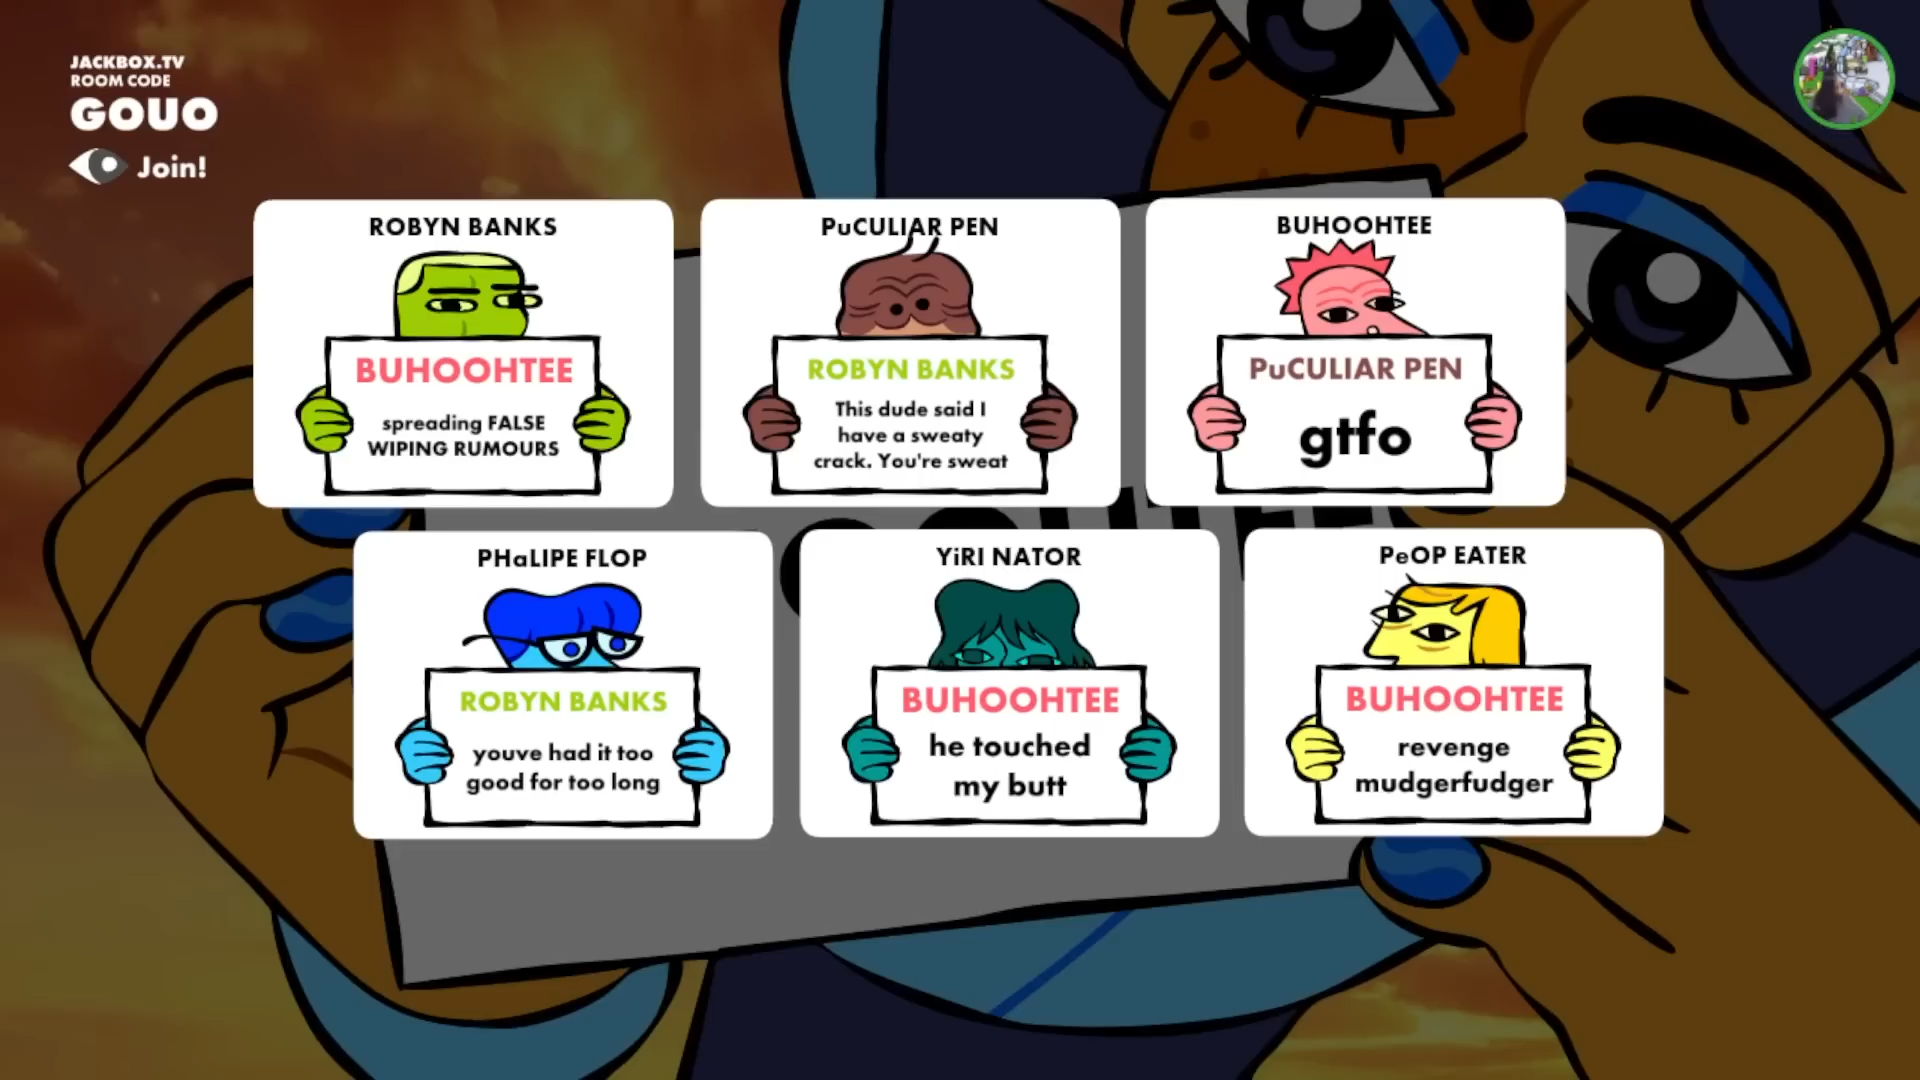 JACKBOX.TV
ROOM CODE
GOUO
Join!
ROBYN BANKS
BUHOOHTEE
spreading FALSE
WIPING RUMOURS
PuCULIAR PEN
ROBYN BANKS
This dude said I
have a sweaty
crack. You're sweat
BUHOOHTEE
PuCULIAR PEN
gtfo
PHaLIPE FLOP
ROBYN BANKS
youve had it too
good for too long
YiRI NATOR
BUHOOHTEE
he touched
my butt
PeOP EATER
BUHOOHTEE
revenge
mudgerfudger